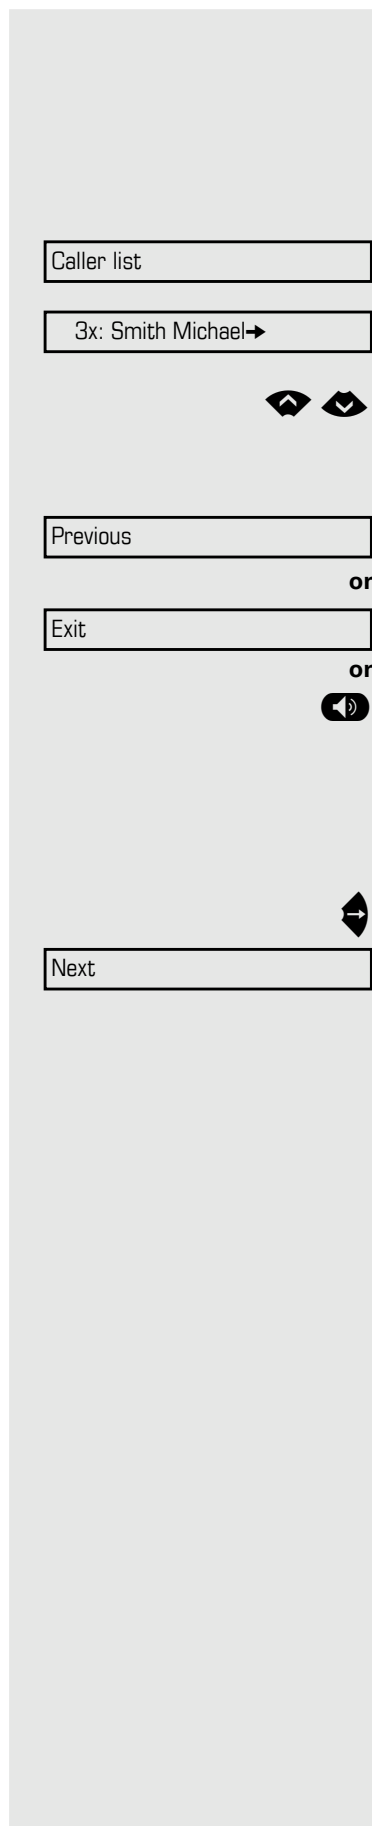 Caller list
3x: Smith Michael→
Previous
or
Exit
or
Next